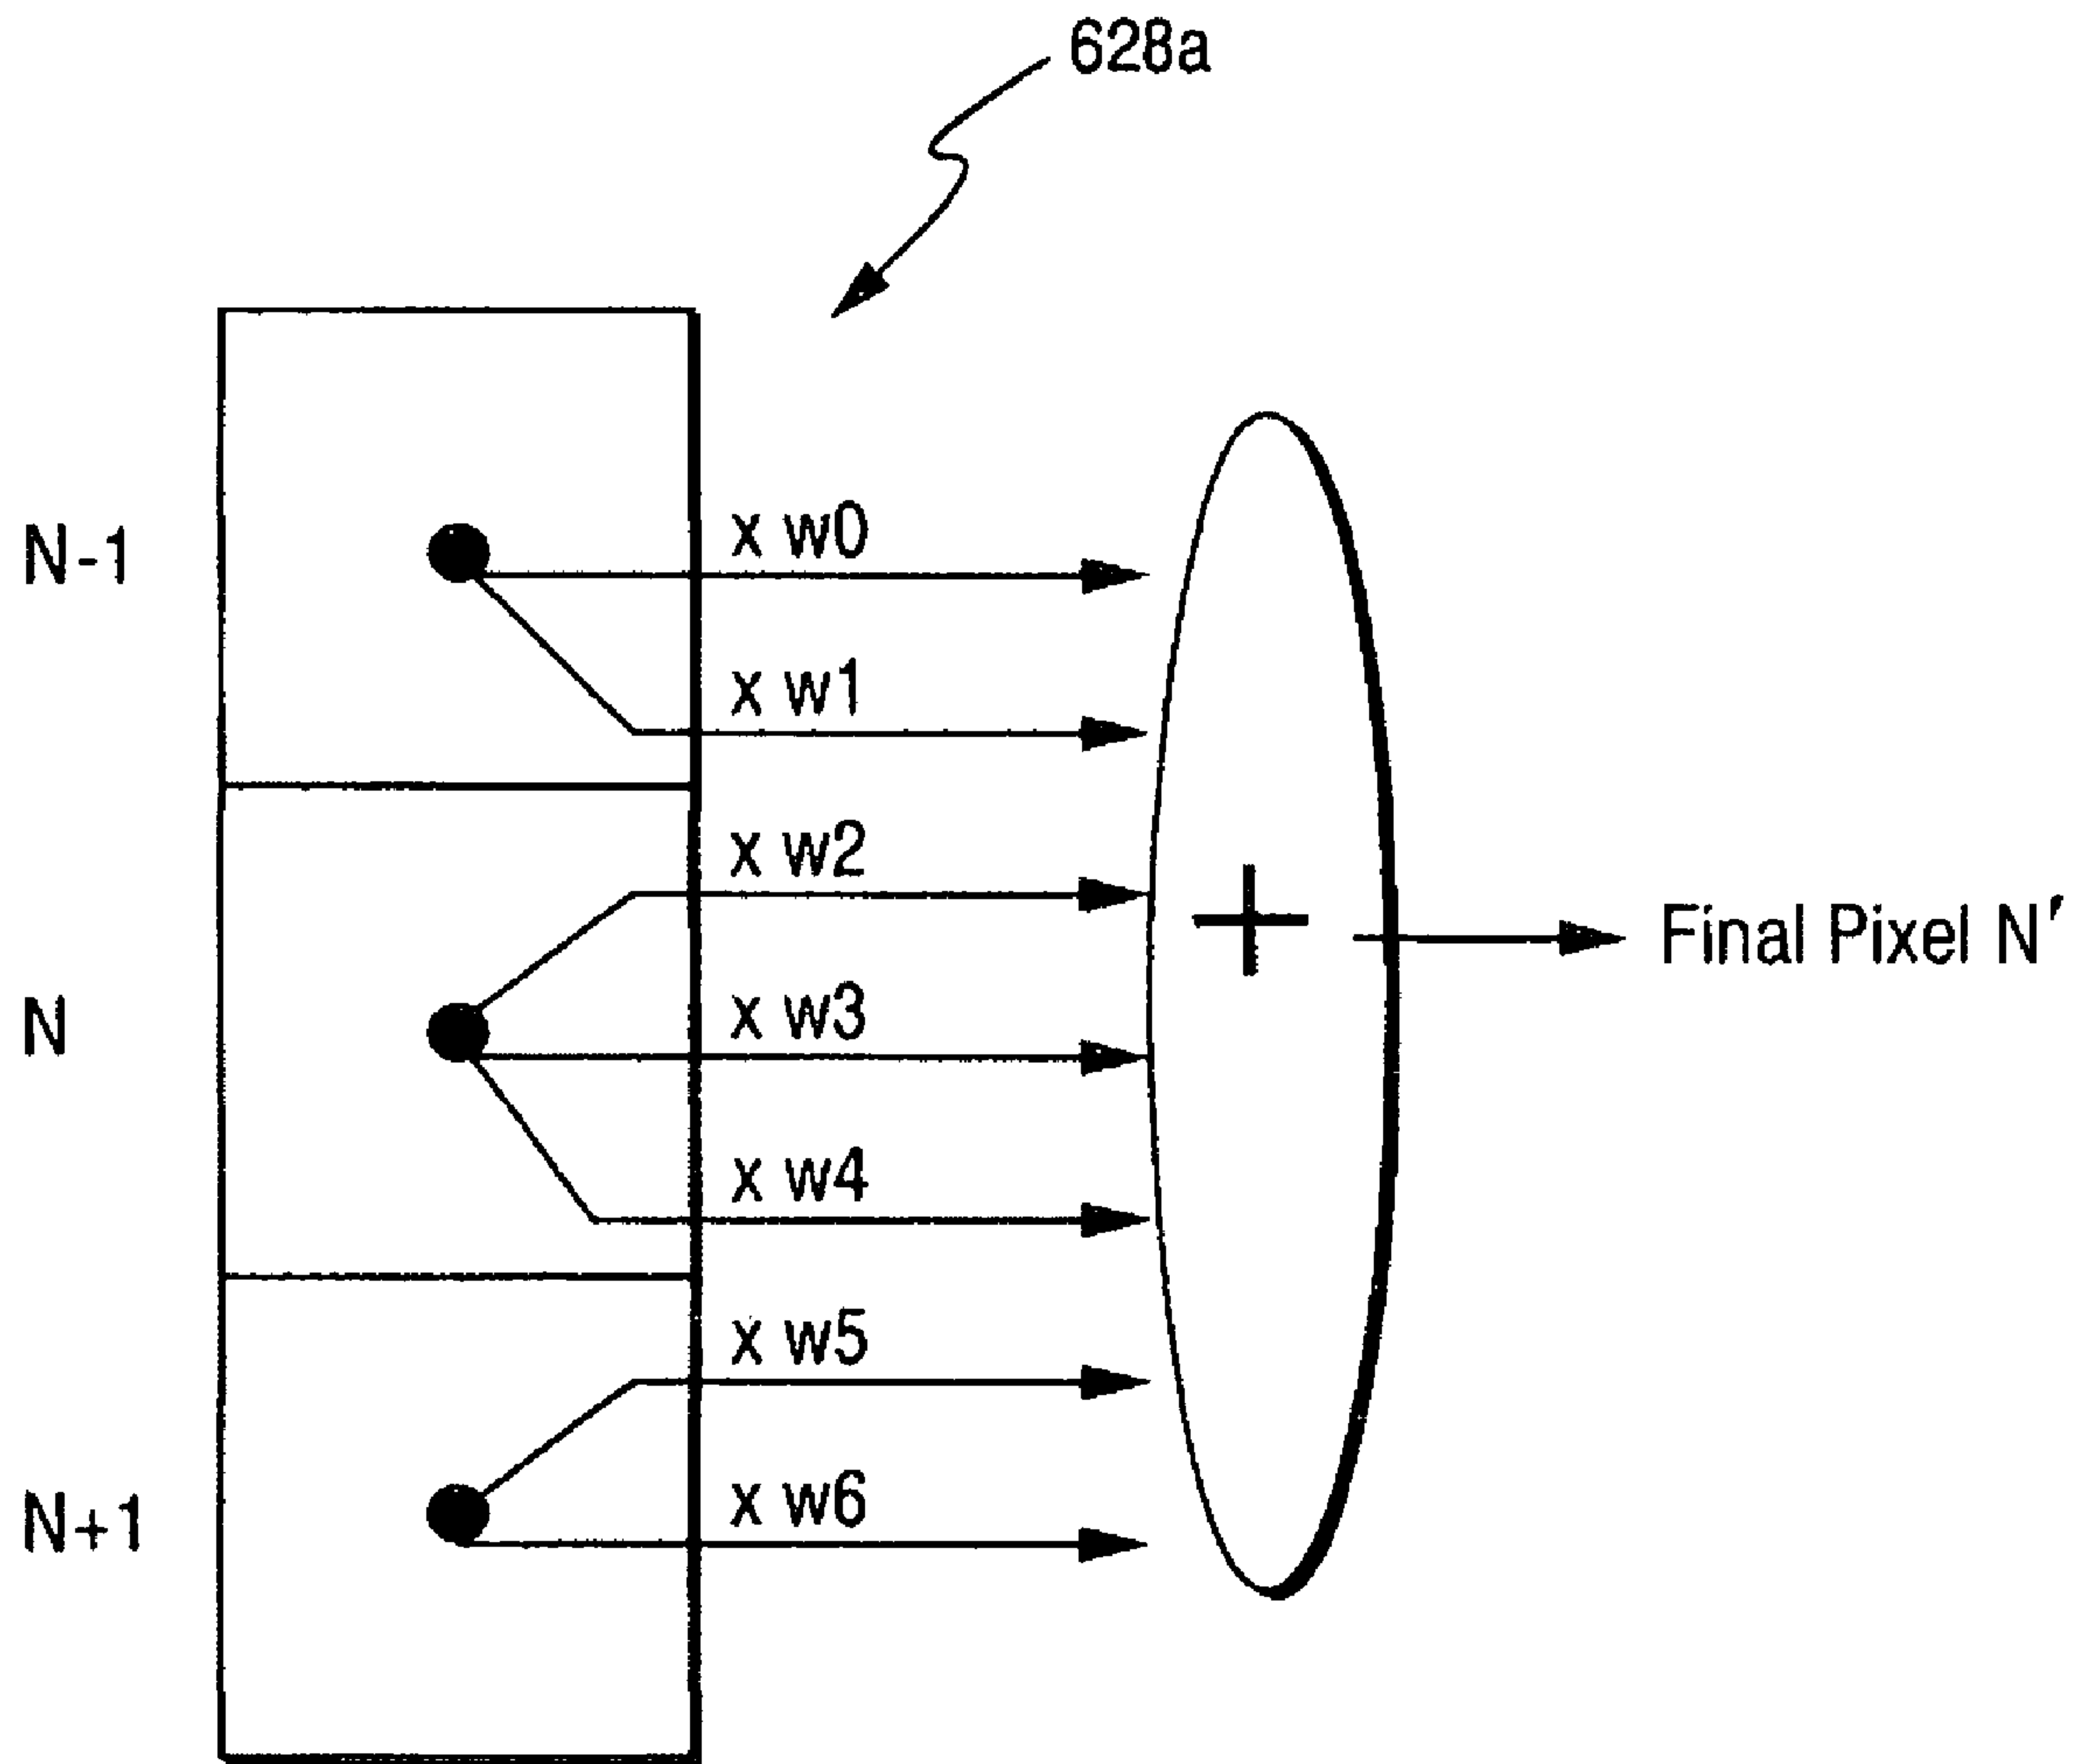 628a
N-1
x w0
x w1
x w2
N
x w3
x w4
+
Final Pixel N'
x w5
N+1
x w6